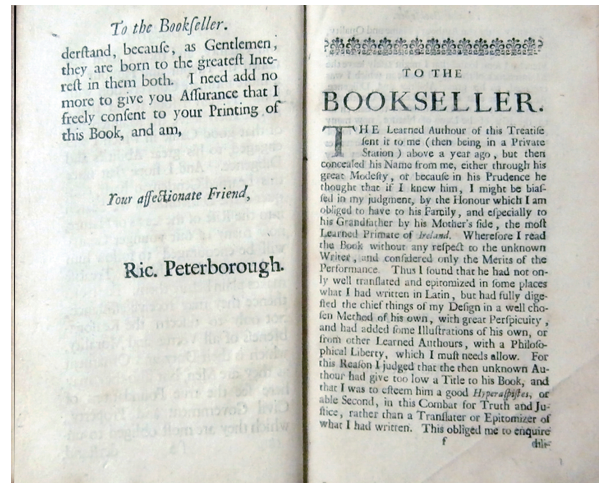 To the Bookſeller.
derſtand, becauſe, as Gentlemen,
they are born to the greateſt Inte-
reſt in them both. I need add no
more to give you Aſſurance that I
freely conſent to your Printing of
this Book, and am,
Your affectionate Friend,
Ric. Peterborough.
TO THE
BOOKSELLER.
THE Learned Authour of this Treatiſe
ſent it to me (then being in a Private
Station) above a year ago, but then
concealed his Name from me, either through his
great Modeſty, or becauſe in his Prudence he
thought that if I knew him, I might be biaſ-
ſed in my judgment, by the Honour which I am
obliged to have to his Family, and eſpecially to
his Grandfather by his Mother's ſide, the moſt
Learned Primate of Ireland. Wherefore I read
the Book without any reſpect to the unknown
Writer, and conſidered only the Merits of the
Performance. Thus I found that he had not on-
ly well tranſlated and epitomized in ſome places
what I had written in Latin, but had fully dige-
ſted the chief things of my Deſign in a well cho-
ſen Method of his own, with great Perſpicuity,
and had added ſome Illuſtrations of his own, or
from other Learned Authours, with a Philoſo-
phical Liberty, which I muſt needs allow. For
this Reaſon I judged that the then unknown Au-
thour had give too low a Title to his Book, and
that I was to eſteem him a good Hyperaſpiſtes, or
able Second, in this Combat for Truth and Ju-
ſtice, rather than a Tranſlater or Epitomizer of
what I had written. This obliged me to enquire
f dili-